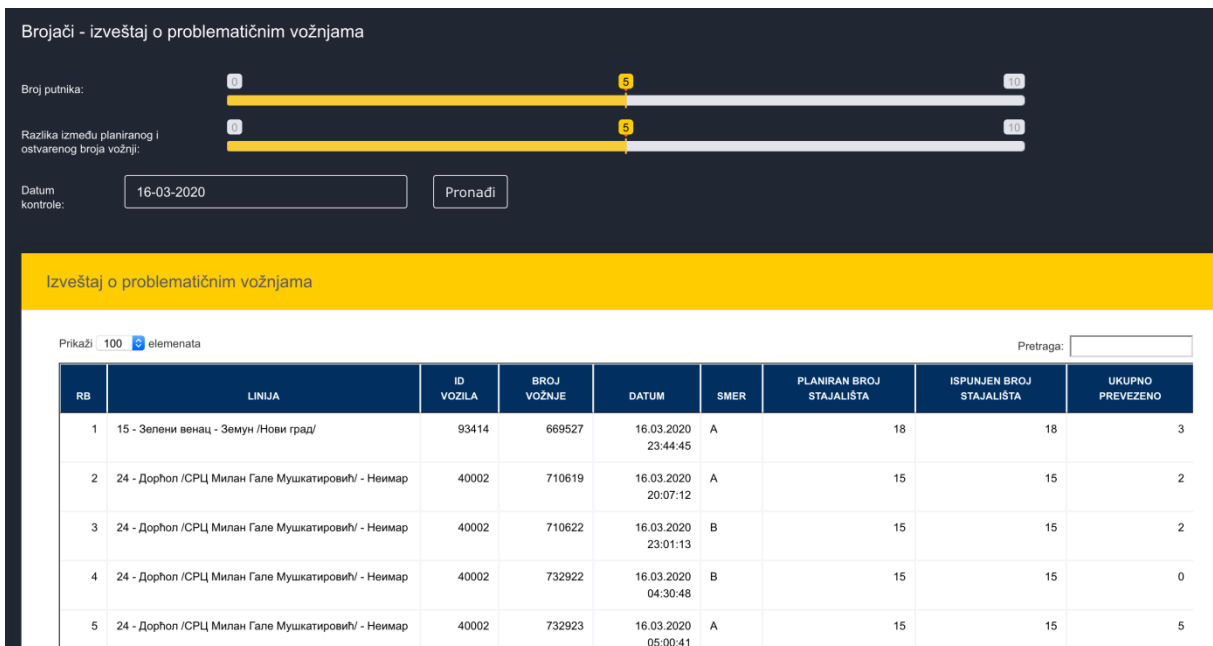 Brojači - izveštaj o problematičnim vožnjama
0 5 10
Broj putnika:
0 5 10
Razlika između planiranog i
ostvarenog broja vožnji:
Datum
kontrole:
16-03-2020
Pronađi
Izveštaj o problematičnim vožnjama
Prikaži 100 elemenata
Pretraga:
RB LINIJA ID VOZILA BROJ VOŽNJE DATUM SMER PLANIRAN BROJ STAJALIŠTA ISPUNJEN BROJ STAJALIŠTA UKUPNO PREVEZENO
1 15 - Зелени венац - Земун /Нови град/ 93414 669527 16.03.2020 A 18 18 3
23:44:45
2 24 - Дорћол /СРЦ Милан Гале Мушкатировић/ - Неимар 40002 710619 16.03.2020 A 15 15 2
20:07:12
3 24 - Дорћол /СРЦ Милан Гале Мушкатировић/ - Неимар 40002 710622 16.03.2020 B 15 15 2
23:01:13
4 24 - Дорћол /СРЦ Милан Гале Мушкатировић/ - Неимар 40002 732922 16.03.2020 B 15 15 0
04:30:48
5 24 - Дорћол /СРЦ Милан Гале Мушкатировић/ - Неимар 40002 732923 16.03.2020 A 15 15 5
05:00:41